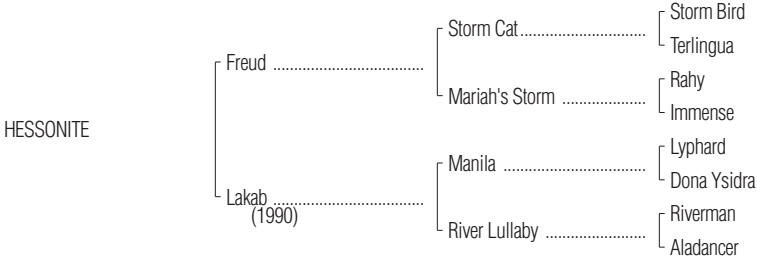 Storm Bird
Storm Cat..............................
Terlingua
Freud ....................................
Rahy
Mariah's Storm ....................
Immense
HESSONITE
Lyphard
Manila ..................................
Dona Ysidra
Lakab ....................................
(1990)
Riverman
River Lullaby ........................
Aladancer